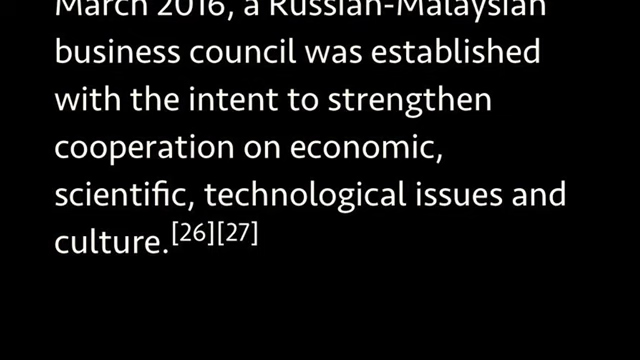 March 2016, a Russian-Malaysian
business council was established
with the intent to strengthen
cooperation on economic,
scientific, technological issues and
culture.[26][27]